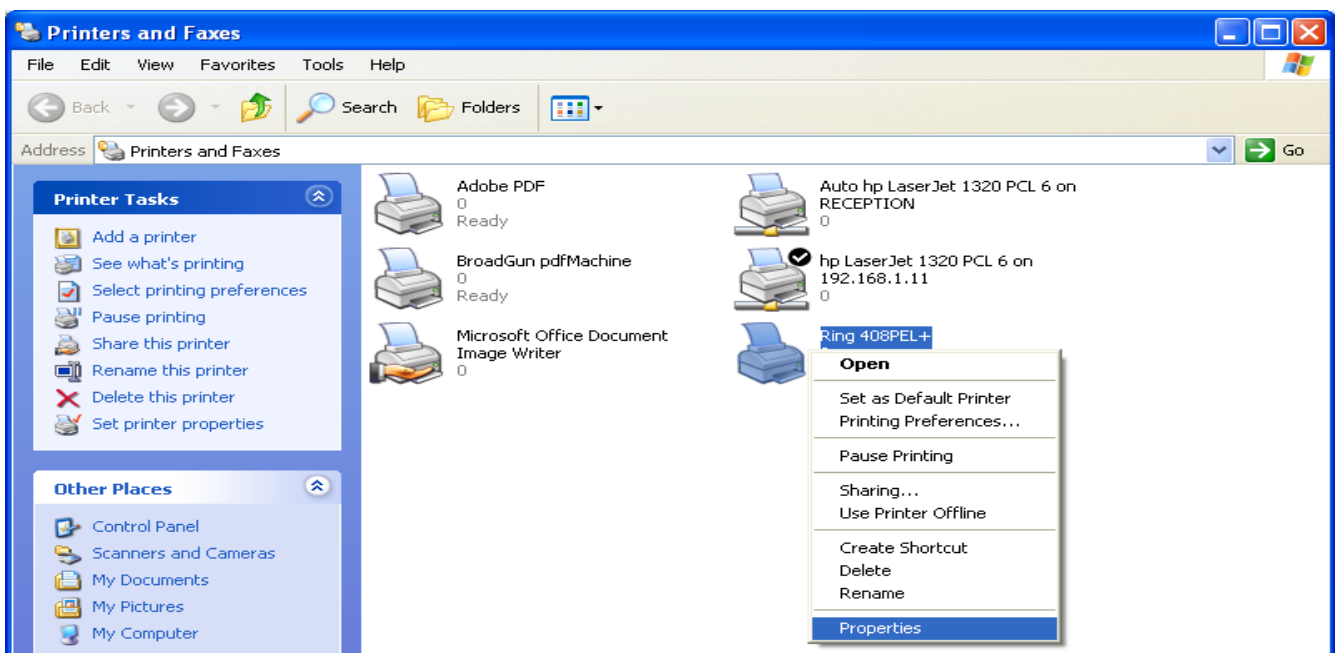 Printers and Faxes
File Edit View Favorites Tools Help
Back Search Folders
Address Printers and Faxes Go
Printer Tasks
Add a printer
See what's printing
Select printing preferences
Pause printing
Share this printer
Rename this printer
Delete this printer
Set printer properties
Other Places
Control Panel
Scanners and Cameras
My Documents
My Pictures
My Computer
Adobe PDF
0
Ready
Auto hp LaserJet 1320 PCL 6 on
RECEPTION
0
BroadGun pdfMachine
0
Ready
hp LaserJet 1320 PCL 6 on
192.168.1.11
0
Microsoft Office Document
Image Writer
0
Ring 408PEL+
Open
Set as Default Printer
Printing Preferences...
Pause Printing
Sharing...
Use Printer Offline
Create Shortcut
Delete
Rename
Properties